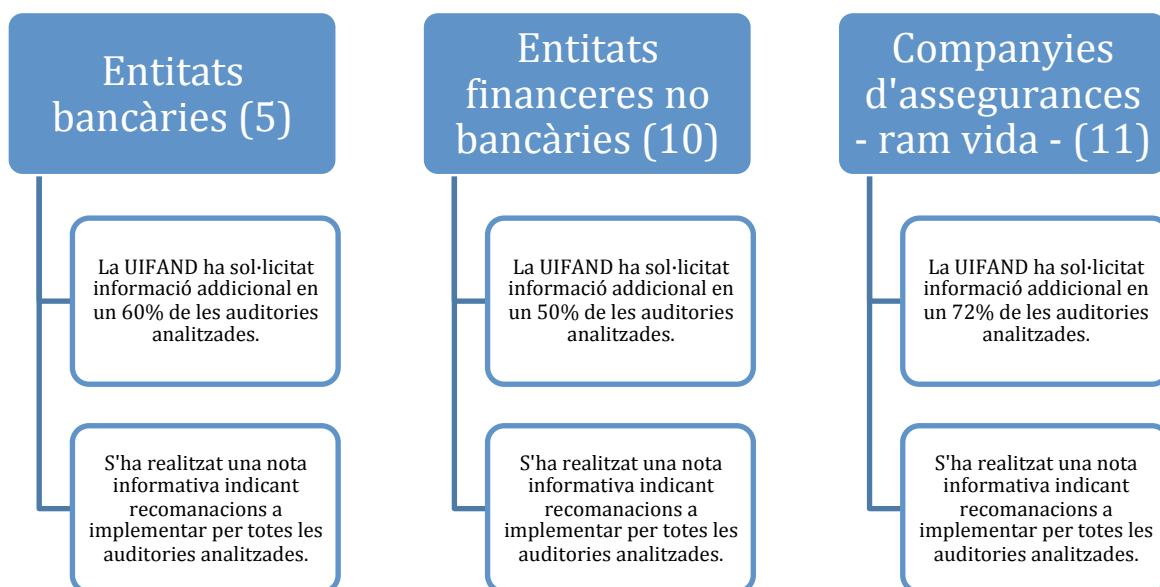 Entitats
bancàries (5)
La UIFAND ha sol·licitat
informació addicional en
un 60% de les auditories
analitzades.
S'ha realitzat una nota
informativa indicant
recomanacions a
implementar per totes les
auditories analitzades.
Entitats
financeres no
bancàries (10)
La UIFAND ha sol·licitat
informació addicional en
un 50% de les auditories
analitzades.
S'ha realitzat una nota
informativa indicant
recomanacions a
implementar per totes les
auditories analitzades.
Companyies
d'assegurances
- ram vida - (11)
La UIFAND ha sol·licitat
informació addicional en
un 72% de les auditories
analitzades.
S'ha realitzat una nota
informativa indicant
recomanacions a
implementar per totes les
auditories analitzades.